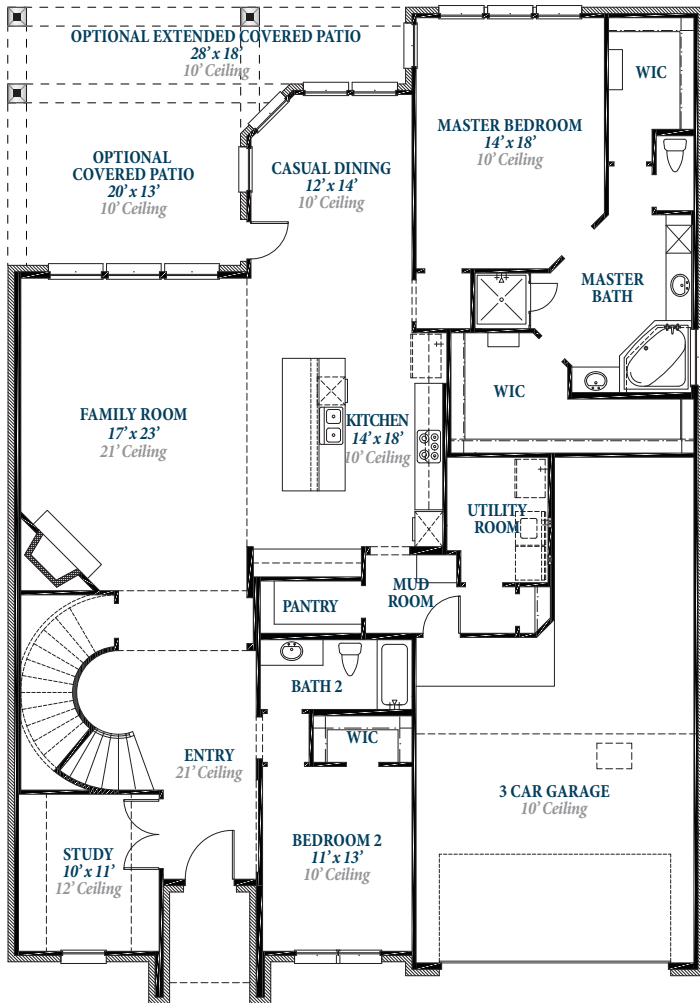 OPTIONAL EXTENDED COVERED PATIO
28’ x 18’
10’ Ceiling
WIC
MASTER BEDROOM
14’ x 18’
10’ Ceiling
OPTIONAL
COVERED PATIO
20’ x 13’
10’ Ceiling
CASUAL DINING
12’ x 14’
10’ Ceiling
MASTER
BATH
WIC
FAMILY ROOM
17’ x 23’
21’ Ceiling
KITCHEN
14’ x 18’
10’ Ceiling
UTILITY
ROOM
MUD
ROOM
PANTRY
BATH 2
WIC
ENTRY
21’ Ceiling
3 CAR GARAGE
10’ Ceiling
STUDY
10’ x 11’
12’ Ceiling
BEDROOM 2
11’ x 13’
10’ Ceiling